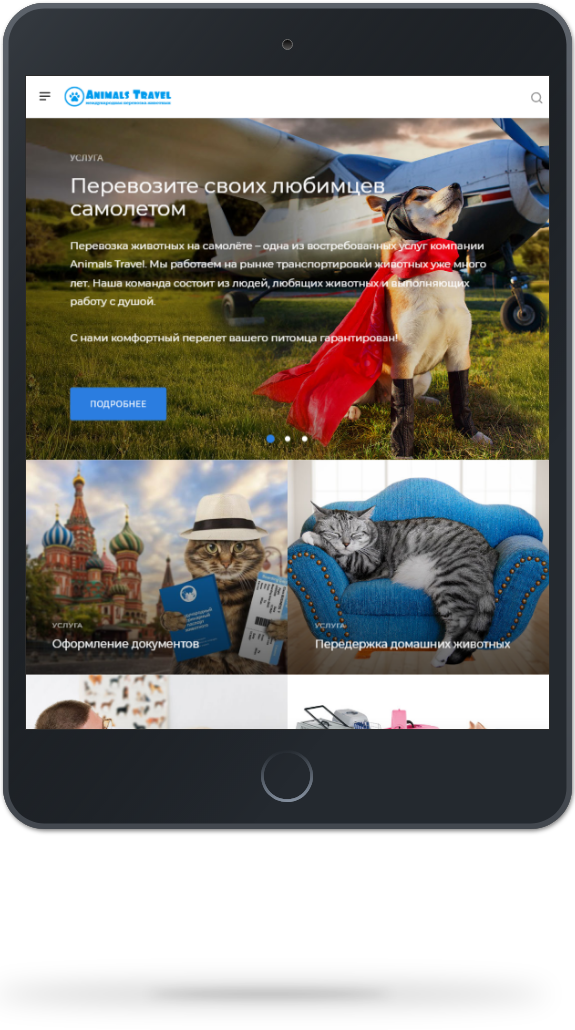 ANIMALS TRAVEL
УСЛУГА
Перевозите своих любимцев
самолетом
Перевозка животных на самолёте – одна из востребованных услуг компании
Animals Travel. Мы работаем на рынке транспортировки животных уже много
лет. Наша команда состоит из людей, любящих животных и выполняющих
работу с душой.
С нами комфортный перелет вашего питомца гарантирован!
ПОДРОБНЕЕ
УСЛУГА
Оформление документов
УСЛУГА
Передержка домашних животных